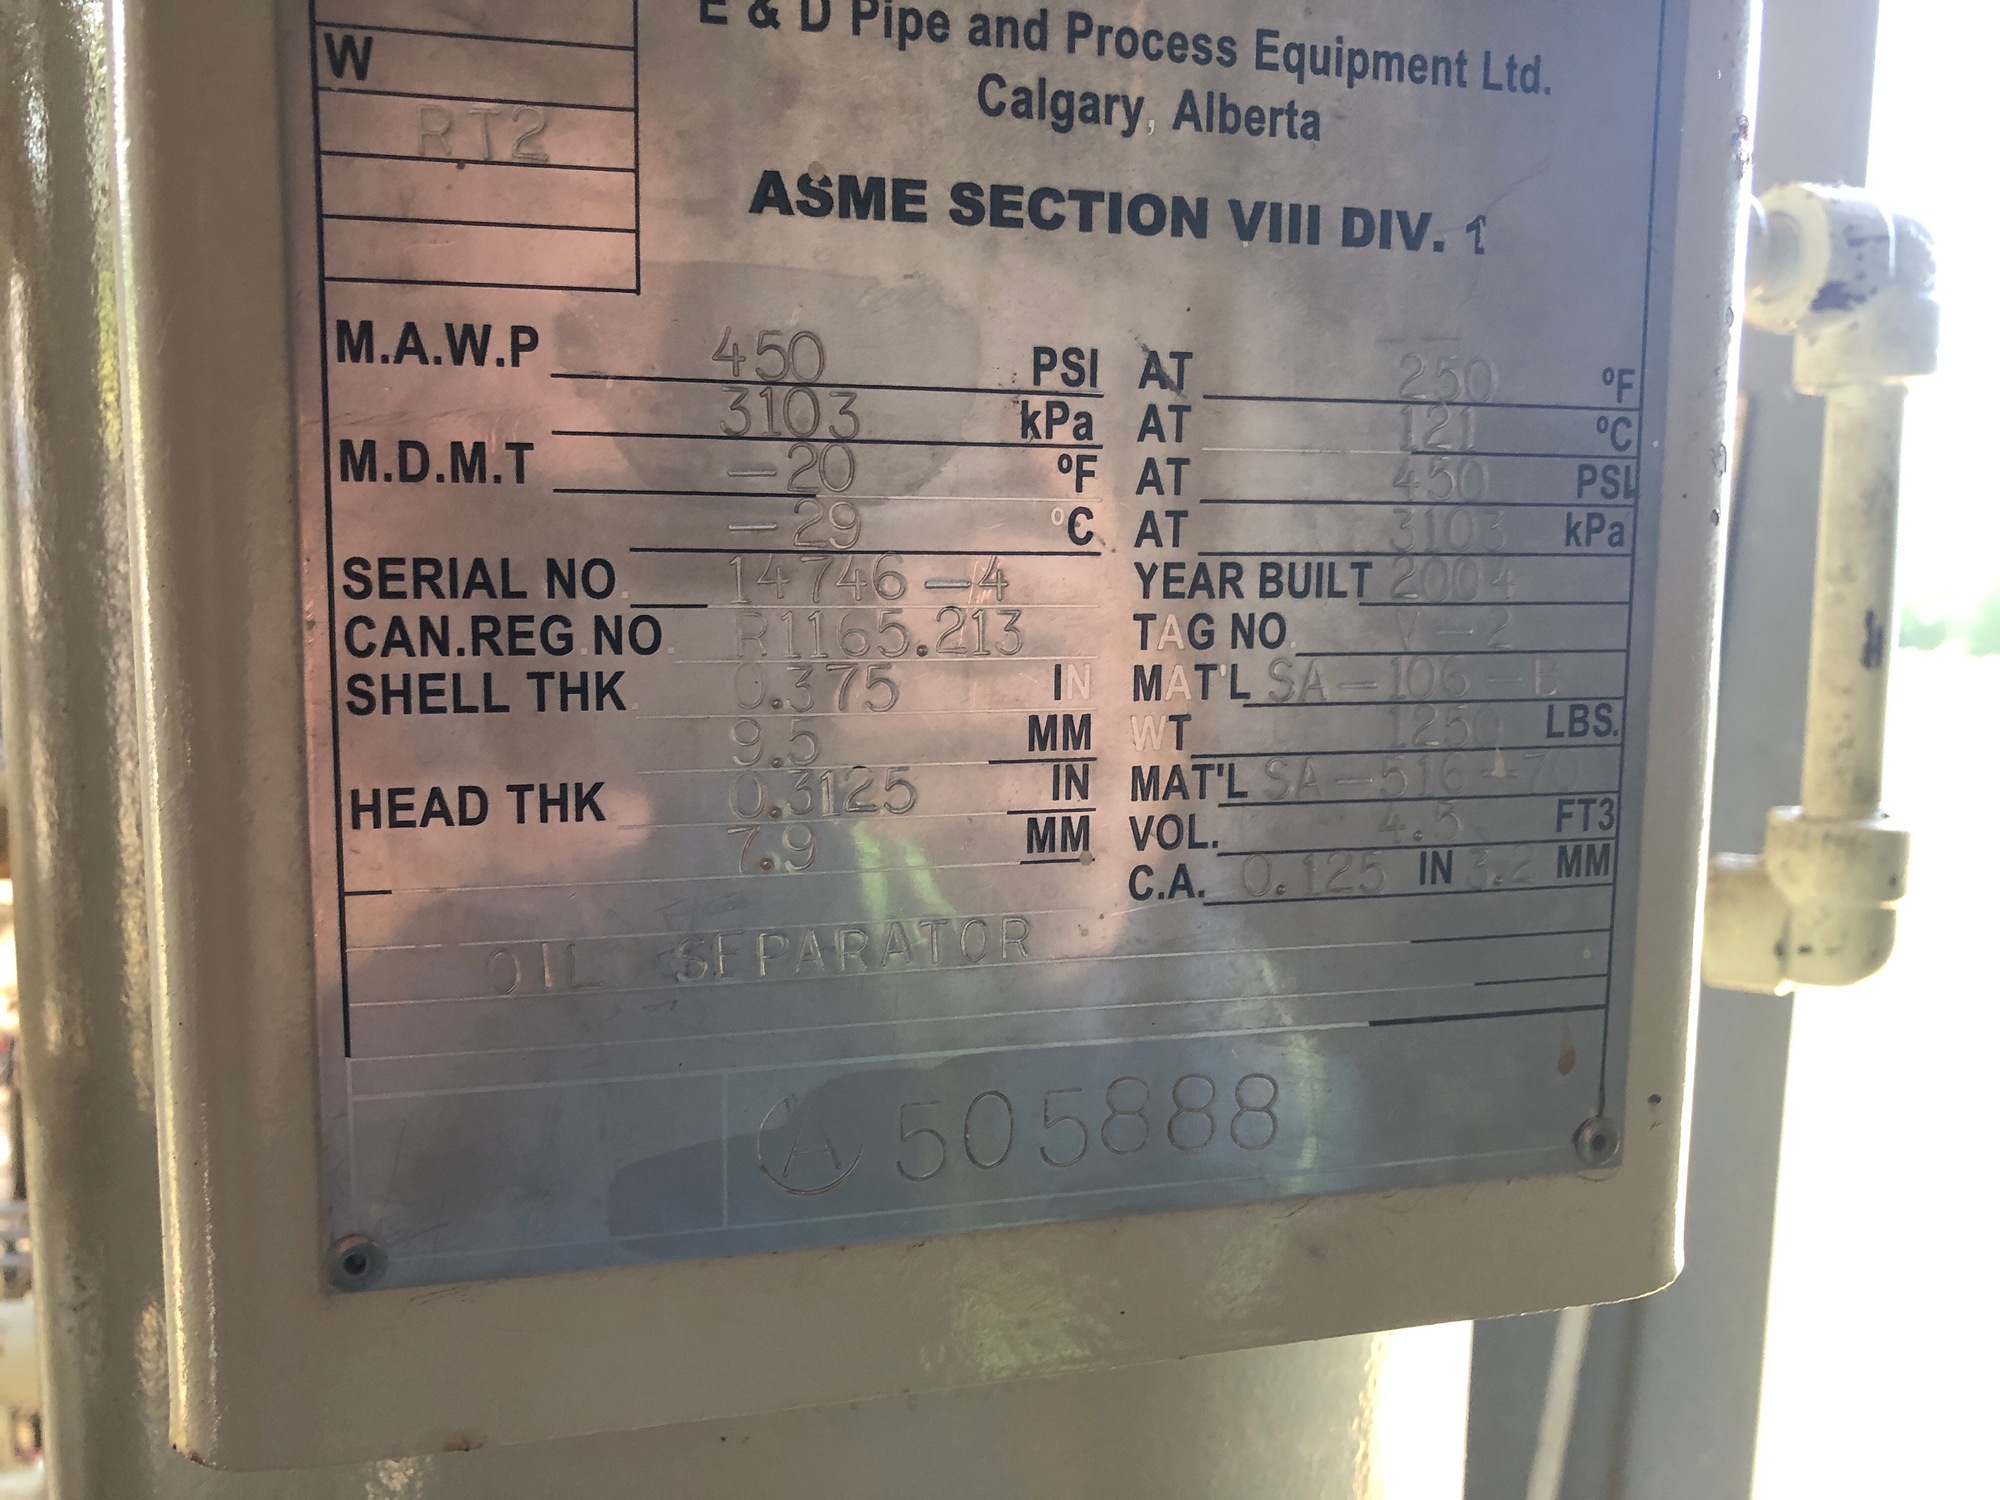 E & D Pipe and Process Equipment Ltd.
Calgary, Alberta
W
RT2
ASME SECTION VIII DIV. 1
M.A.W.P 450 PSI AT 250 °F
3103 kPa AT 121 °C
M.D.M.T -20 °F AT 450 PSI
-29 °C AT 3103 kPa
SERIAL NO. 14746-4 YEAR BUILT 2004
CAN.REG.NO. R1165.213 TAG NO. V-2
SHELL THK. 0.375 IN MAT'L SA-106-B
9.5 MM WT 1250 LBS.
HEAD THK 0.3125 IN MAT'L SA-516-70
7.9 MM VOL. 4.5 FT3
C.A. 0.125 IN 3.2 MM
OIL SEPARATOR
A 505888